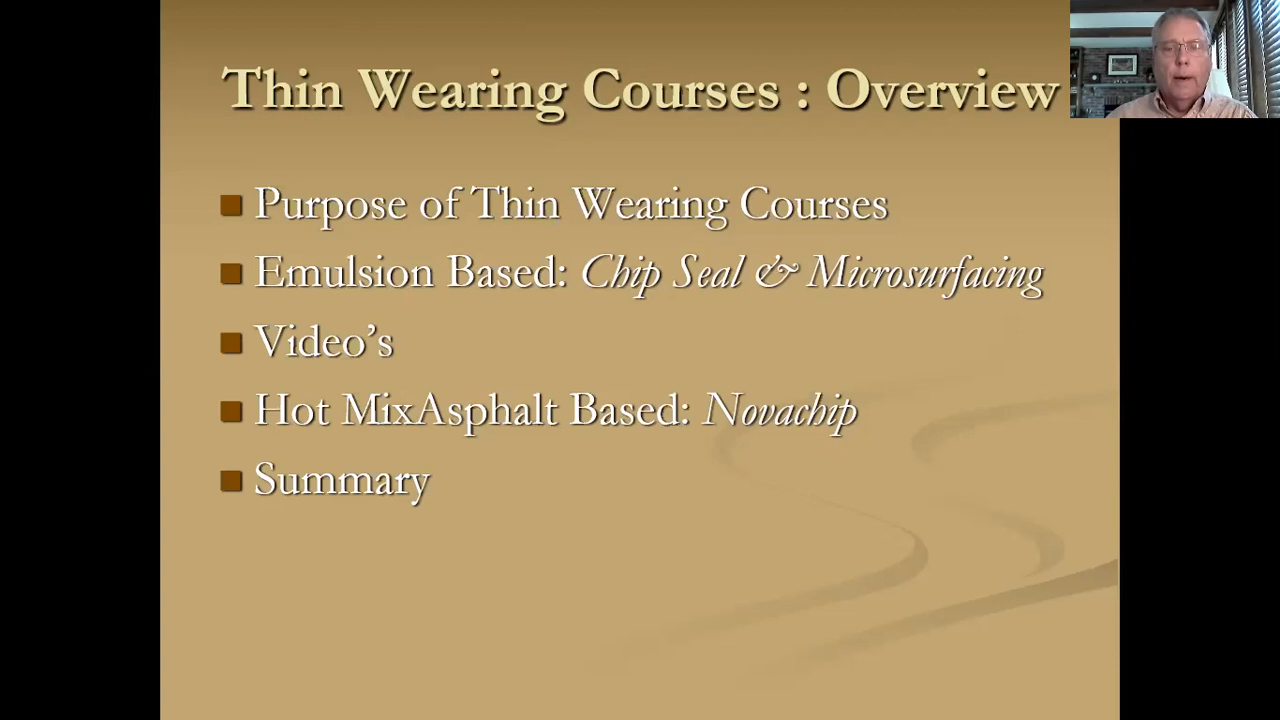 Thin Wearing Courses : Overview
Purpose of Thin Wearing Courses
Emulsion Based: Chip Seal & Microsurfacing
Video’s
Hot MixAsphalt Based: Novachip
Summary